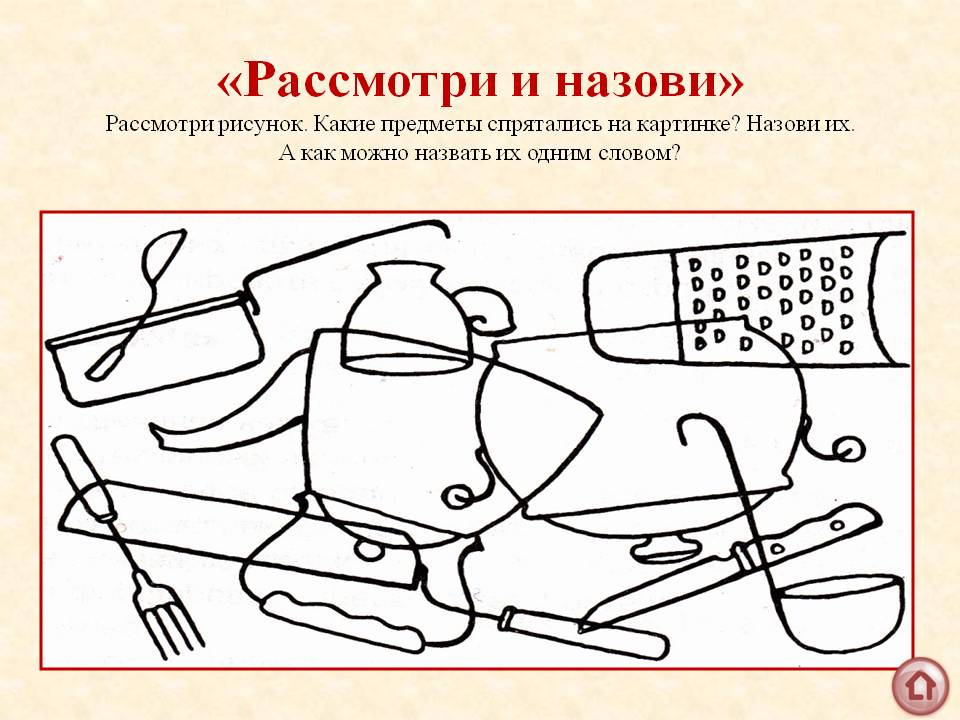 «Рассмотри и назови»
Рассмотри рисунок. Какие предметы спрятались на картинке? Назови их.
А как можно назвать их одним словом?